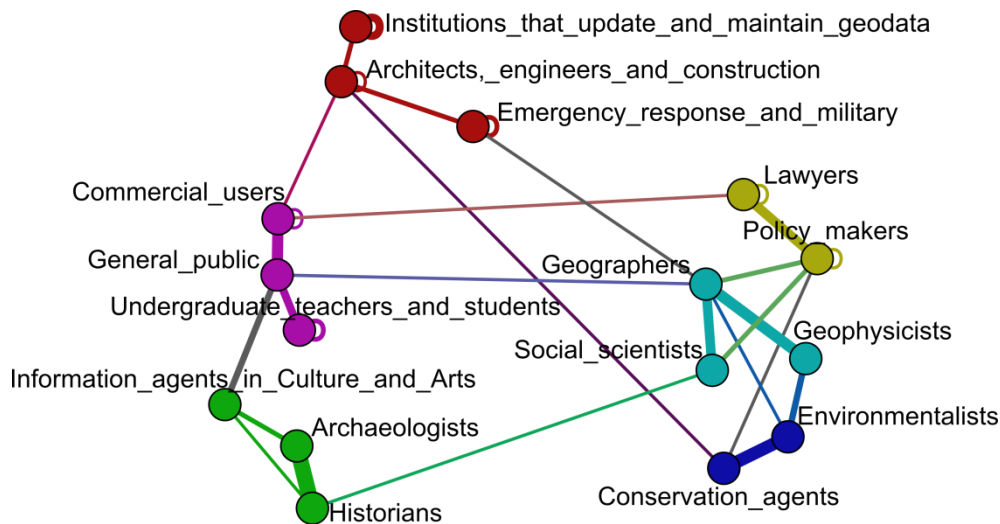 Institutions_that_update_and_maintain_geodata
Architects,_engineers_and_construction
Emergency_response_and_military
Lawyers
Commercial_users
Policy_makers
General_public
Geographers
Undergraduate_teachers_and_students
Geophysicists
Social_scientists
Information_agents_in_Culture_and_Arts
Environmentalists
Archaeologists
Conservation_agents
Historians